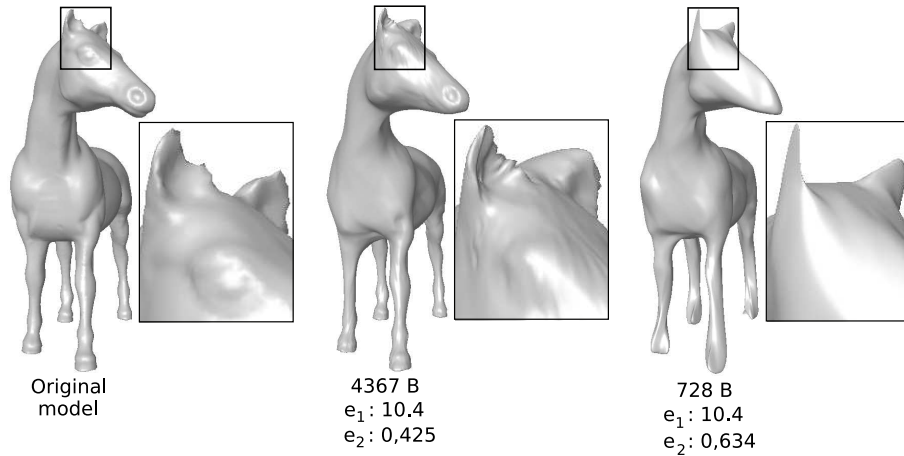 Original
model
4367 B
e₁: 10.4
e₂: 0,425
728 B
e₁: 10.4
e₂: 0,634